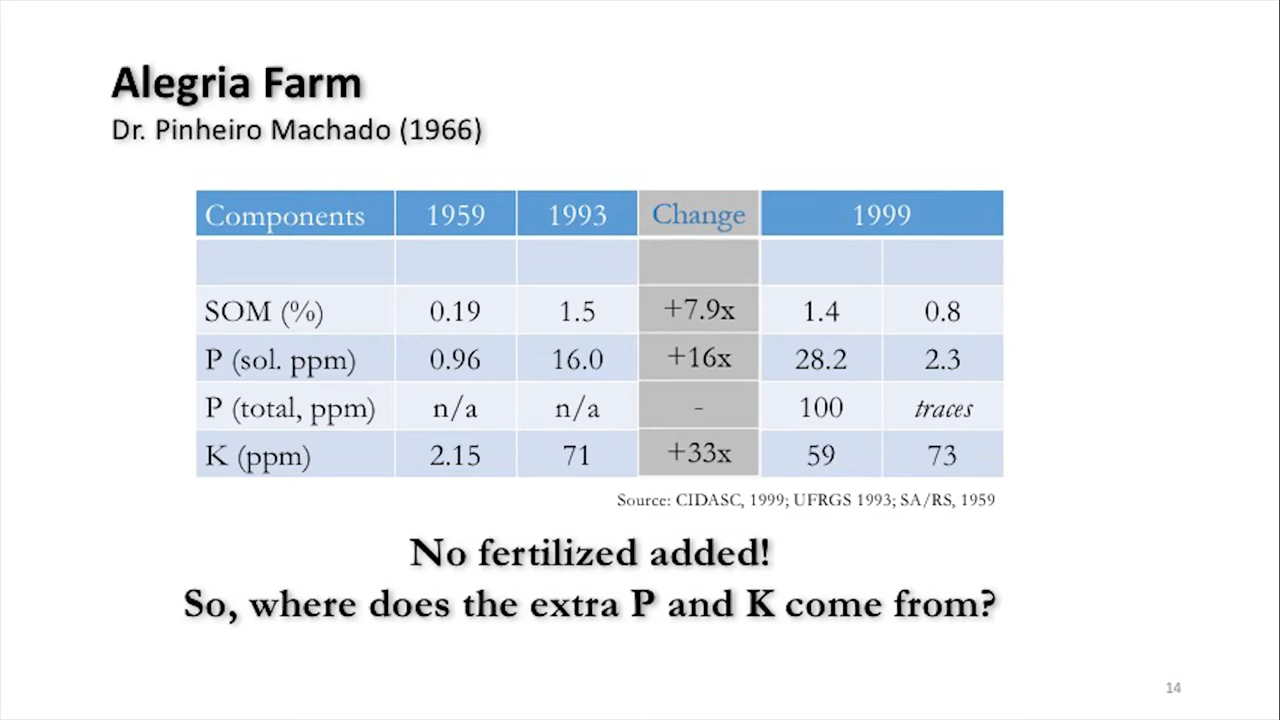 Alegria Farm
Dr. Pinheiro Machado (1966)
Components 1959 1993 Change 1999
SOM (%) 0.19 1.5 +7.9x 1.4 0.8
P (sol. ppm) 0.96 16.0 +16x 28.2 2.3
P (total, ppm) n/a n/a - 100 traces
K (ppm) 2.15 71 +33x 59 73
Source: CIDASC, 1999; UFRGS 1993; SA/RS, 1959
No fertilized added!
So, where does the extra P and K come from?
14